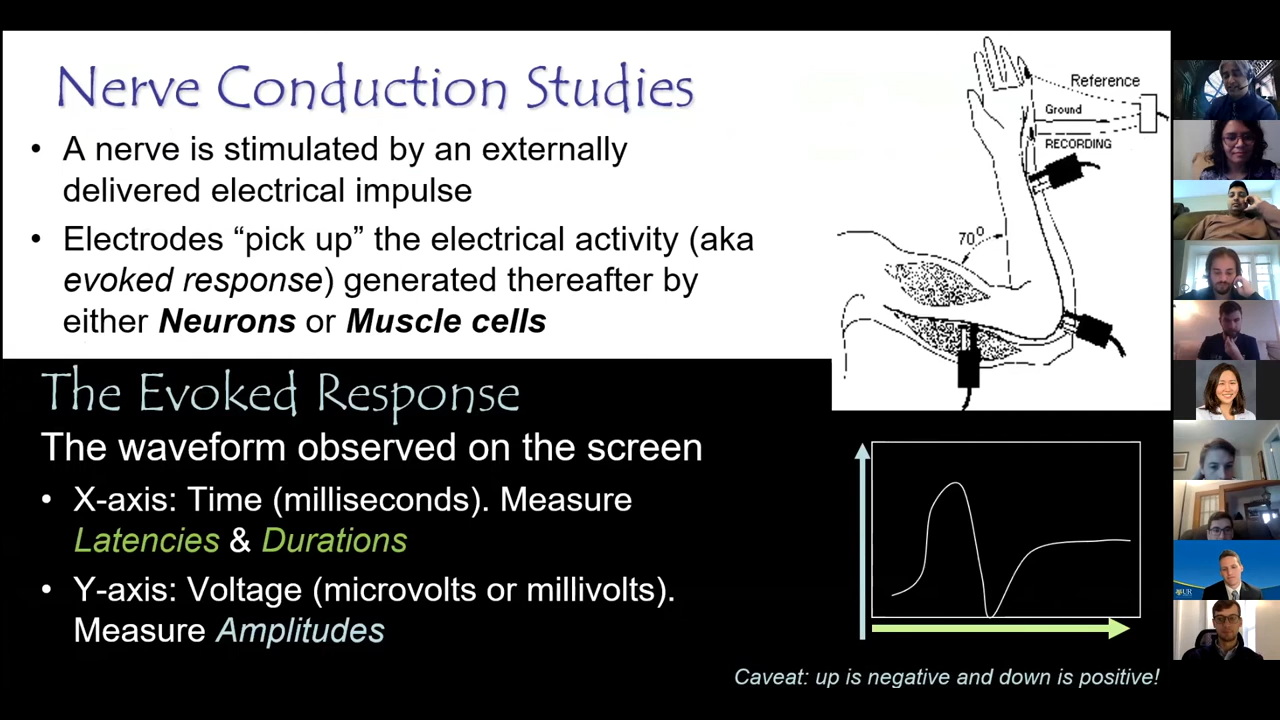 Nerve Conduction Studies
• A nerve is stimulated by an externally
delivered electrical impulse
• Electrodes “pick up” the electrical activity (aka
evoked response) generated thereafter by
either Neurons or Muscle cells
Reference
Ground
RECORDING
70°
The Evoked Response
The waveform observed on the screen
• X-axis: Time (milliseconds). Measure
Latencies & Durations
• Y-axis: Voltage (microvolts or millivolts).
Measure Amplitudes
Caveat: up is negative and down is positive!